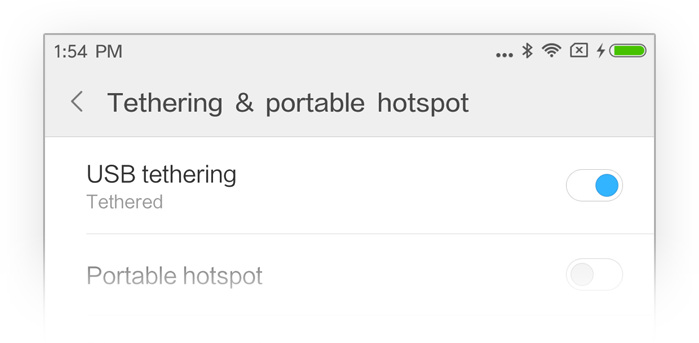 1:54 PM
Tethering & portable hotspot
USB tethering
Tethered
Portable hotspot